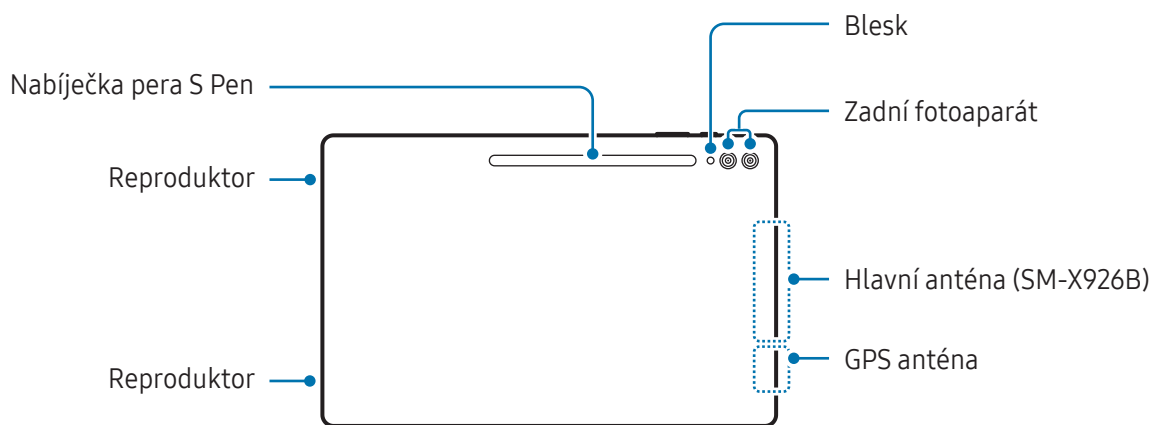 Blesk
Nabíječka pera S Pen
Zadní fotoaparát
Reproduktor
Hlavní anténa (SM-X926B)
GPS anténa
Reproduktor